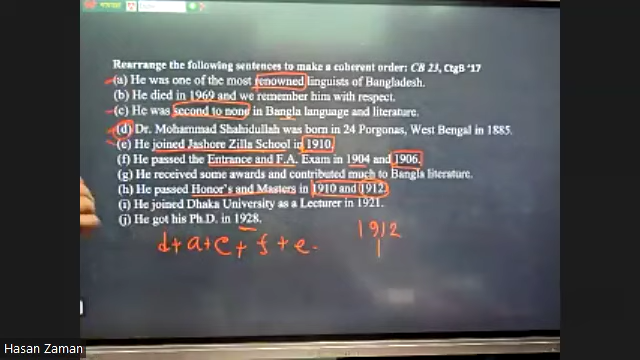 Rearrange the following sentences to make a coherent order: CB 23, CtgB '17
(a) He was one of the most renowned linguists of Bangladesh.
(b) He died in 1969 and we remember him with respect.
(c) He was second to none in Bangla language and literature.
(d) Dr. Mohammad Shahidullah was born in 24 Porgonas, West Bengal in 1885.
(e) He joined Jashore Zilla School in 1910.
(f) He passed the Entrance and F.A. Exam in 1904 and 1906.
(g) He received some awards and contributed much to Bangla literature.
(h) He passed Honor's and Masters in 1910 and 1912.
(i) He joined Dhaka University as a Lecturer in 1921.
(j) He got his Ph.D. in 1928.
1912
d+a+c+f+e.
Hasan Zaman